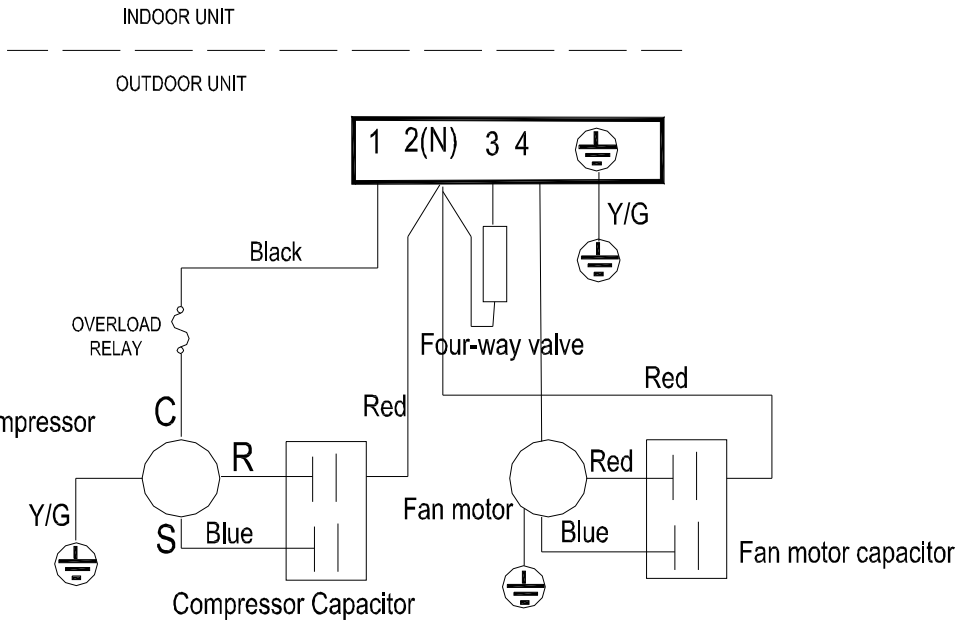 INDOOR UNIT
OUTDOOR UNIT
1 2(N) 3 4
Y/G
Black
OVERLOAD
RELAY
Four-way valve
Red
Red
C
mpressor
R
Red
Y/G
S
Blue
Fan motor
Blue
Fan motor capacitor
Compressor Capacitor